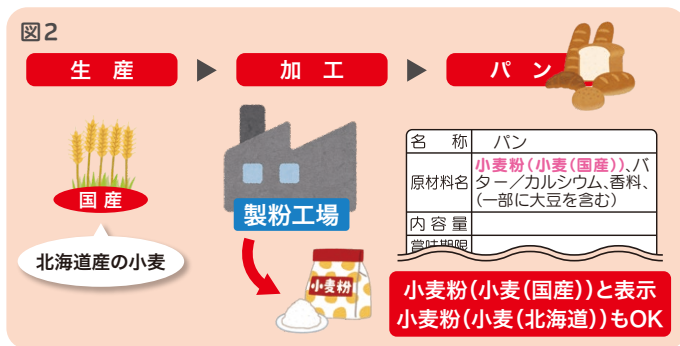 図2
生産
加工
パン
国産
北海道産の小麦
製粉工場
小麦粉
名称 パン
原材料名 小麦粉(小麦(国産))、バ
ター/カルシウム、香料、
(一部に大豆を含む)
内容量
賞味期限
小麦粉(小麦(国産))と表示
小麦粉(小麦(北海道))もOK